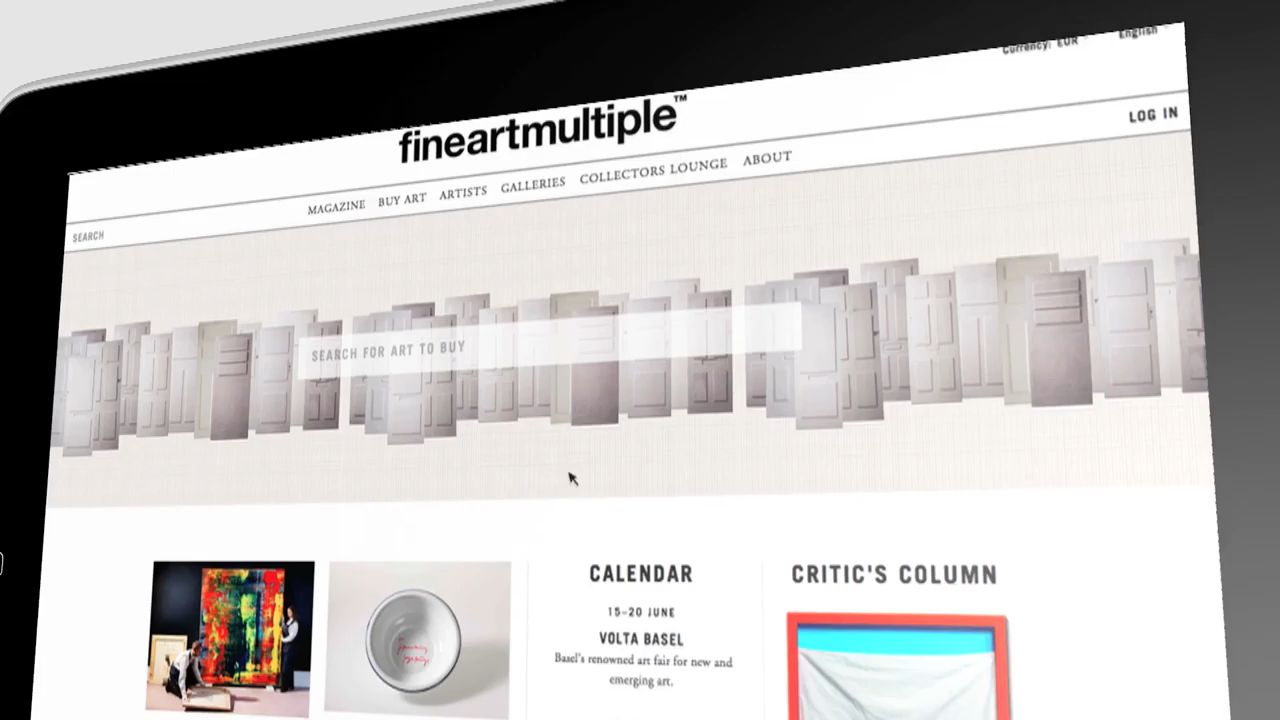 Currency: EUR
English
fineartmultiple™
LOG IN
MAGAZINE BUY ART ARTISTS GALLERIES COLLECTORS LOUNGE ABOUT
SEARCH
SEARCH FOR ART TO BUY
CALENDAR
15–20 JUNE
VOLTA BASEL
Basel's renowned art fair for new and
emerging art.
CRITIC'S COLUMN